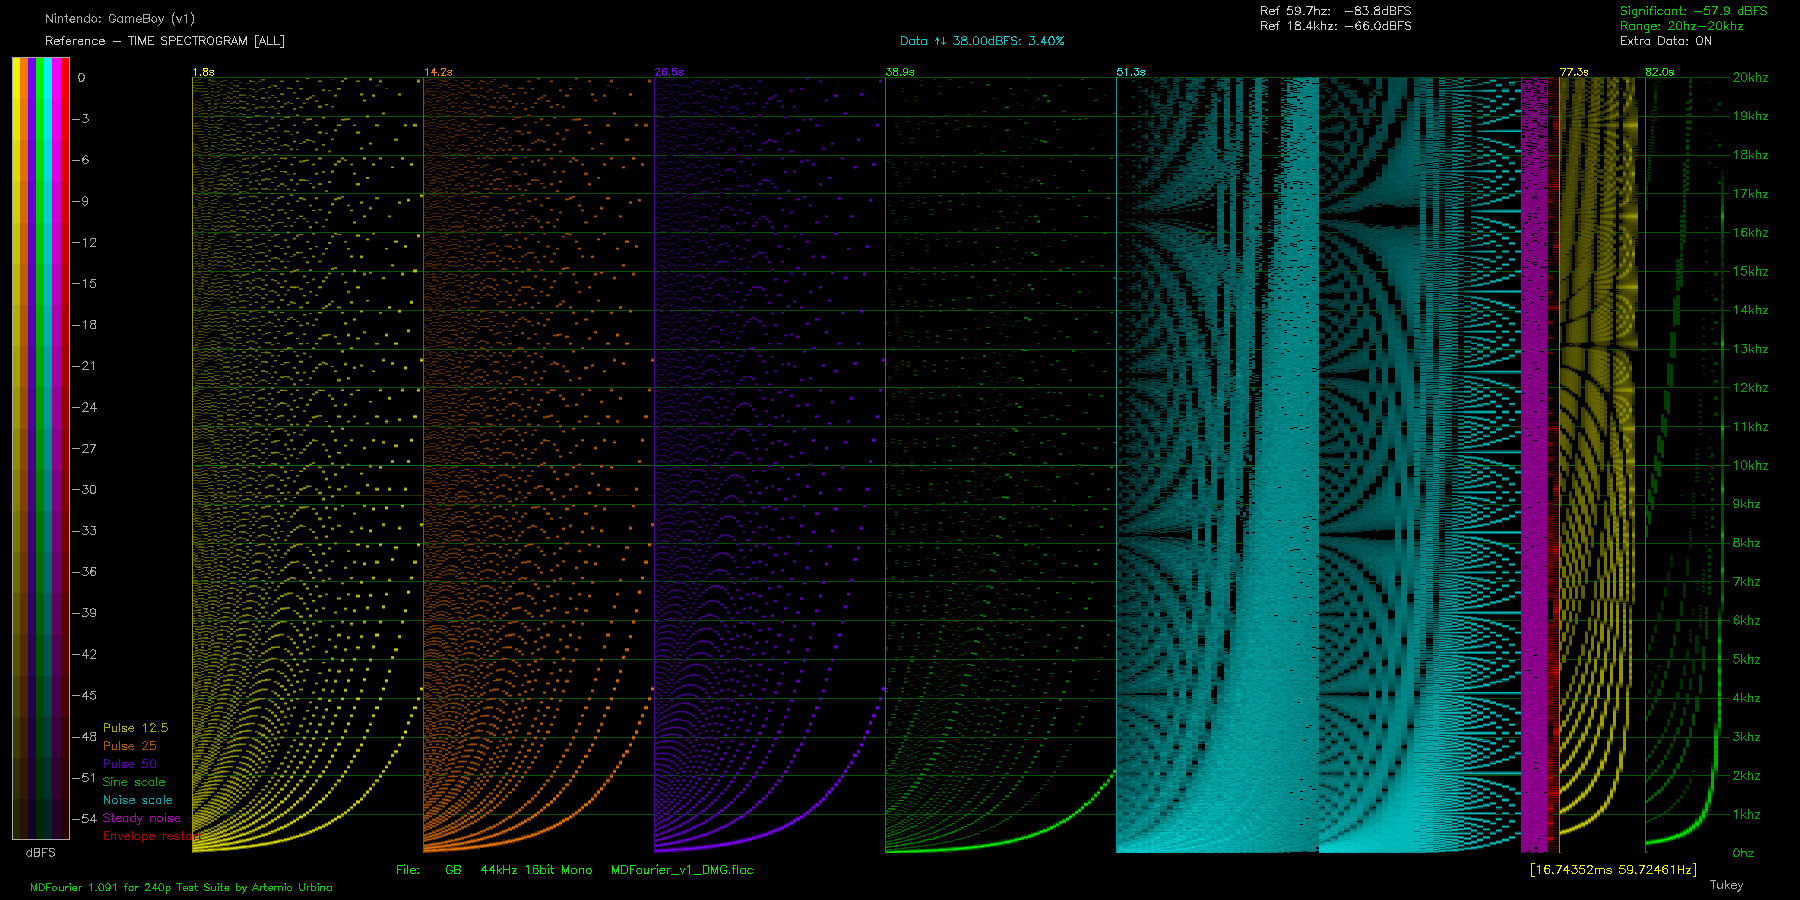 Nintendo: GameBoy (v1)
Reference – TIME SPECTROGRAM [ALL]
Data ↑↓ 38.00dBFS: 3.40%
Ref 59.7hz: –83.8dBFS
Ref 18.4khz: –66.0dBFS
Significant: –57.9 dBFS
Range: 20hz–20khz
Extra Data: ON
1.8s 14.2s 26.5s 38.9s 51.3s 77.3s 82.0s
0
–3
–6
–9
–12
–15
–18
–21
–24
–27
–30
–33
–36
–39
–42
–45
–48
–51
–54
dBFS
Pulse 12.5
Pulse 25
Pulse 50
Sine scale
Noise scale
Steady noise
Envelope restart
20khz
19khz
18khz
17khz
16khz
15khz
14khz
13khz
12khz
11khz
10khz
9khz
8khz
7khz
6khz
5khz
4khz
3khz
2khz
1khz
0hz
File: GB 44kHz 16bit Mono MDFourier_v1_DMG.flac
[16.74352ms 59.72461Hz]
Tukey
MDFourier 1.091 for 240p Test Suite by Artemio Urbina